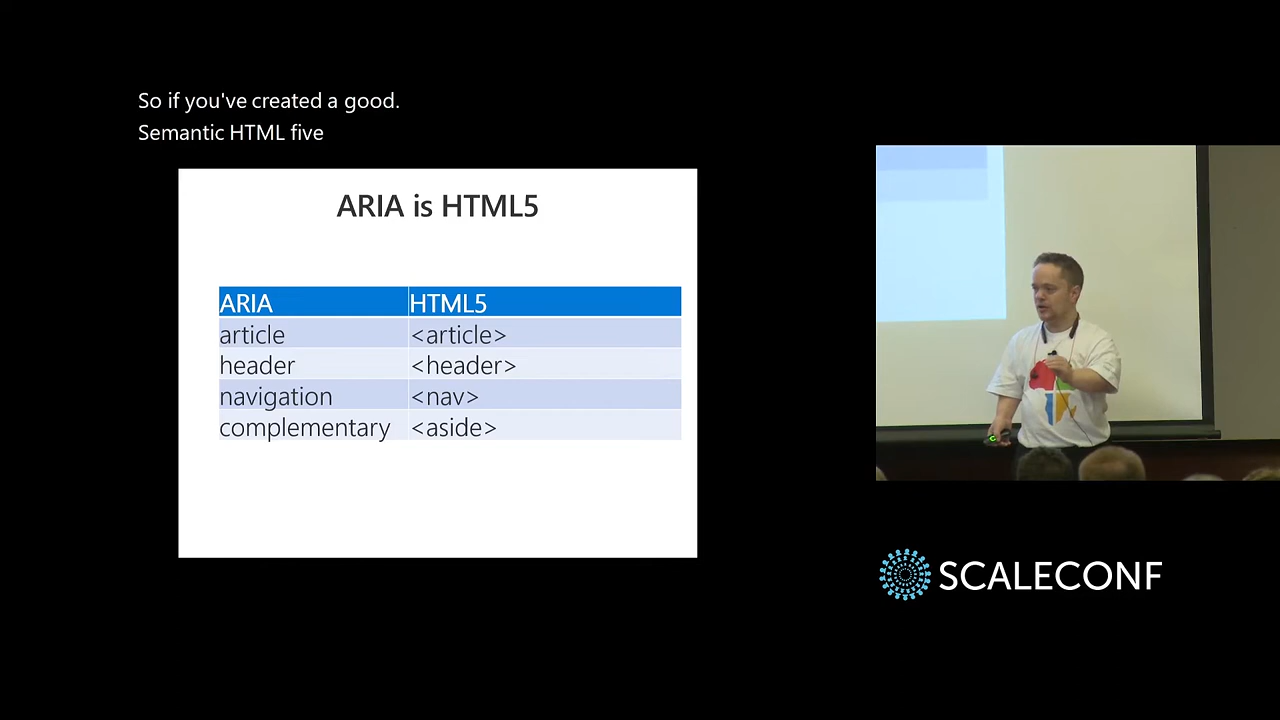 So if you've created a good.
Semantic HTML five
ARIA is HTML5
ARIA HTML5
article <article>
header <header>
navigation <nav>
complementary <aside>
SCALECONF